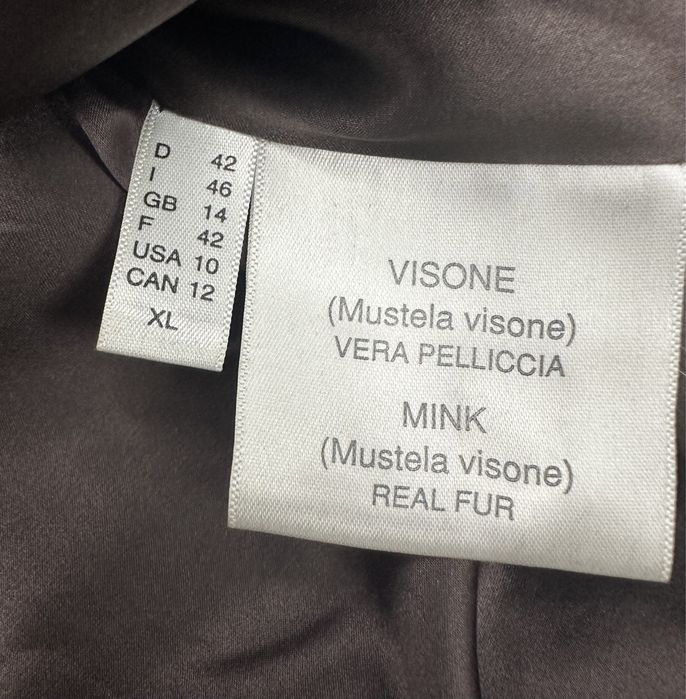 D 42
I 46
GB 14
F 42
USA 10
CAN 12
XL
VISONE
(Mustela visone)
VERA PELLICCIA
MINK
(Mustela visone)
REAL FUR